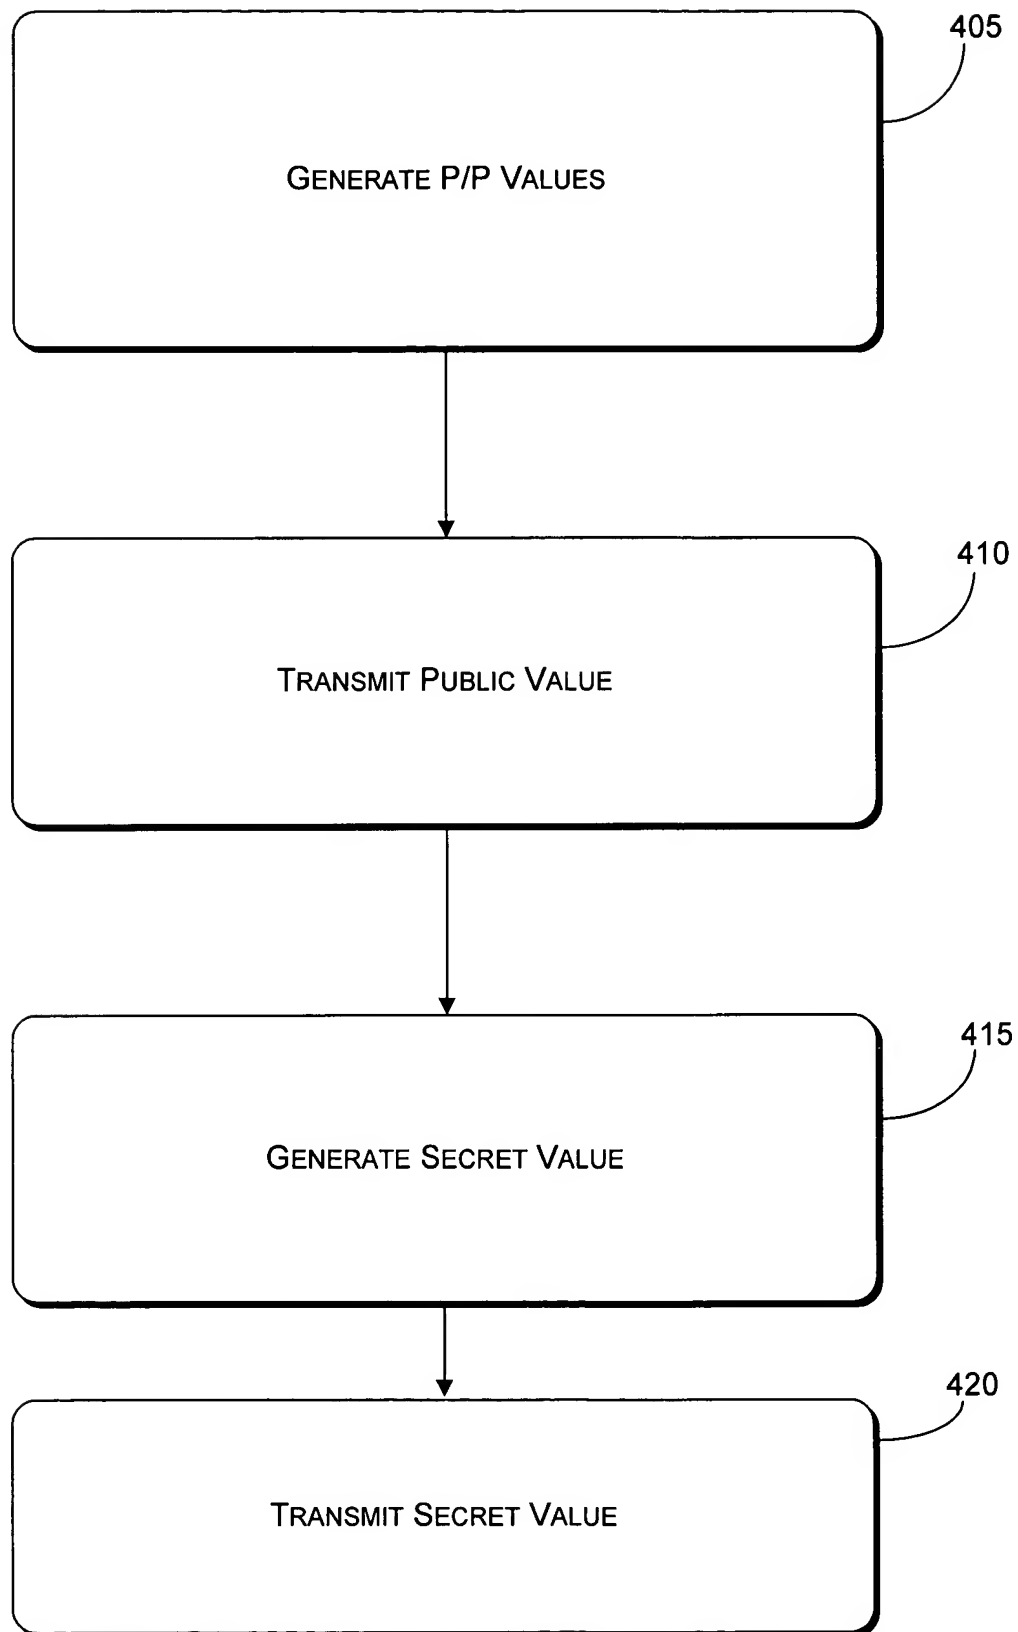 405
GENERATE P/P VALUES
410
TRANSMIT PUBLIC VALUE
415
GENERATE SECRET VALUE
420
TRANSMIT SECRET VALUE